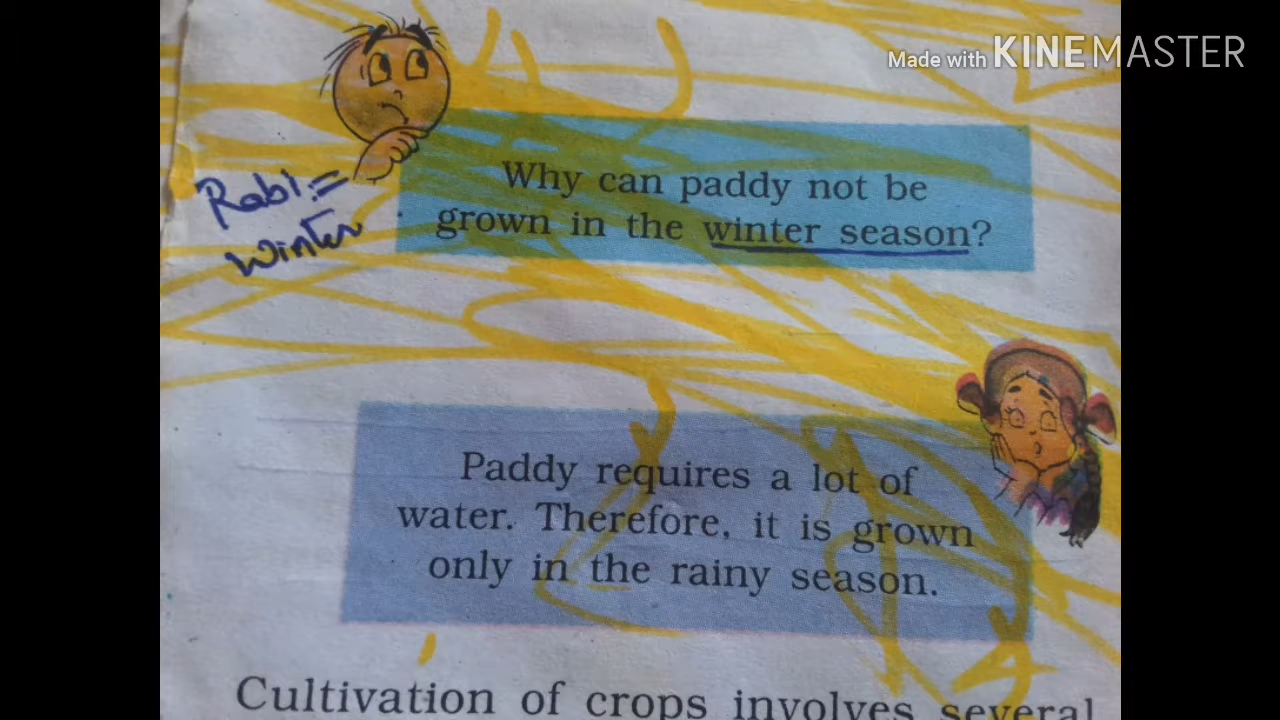 Made with KINEMASTER
Why can paddy not be
grown in the winter season?
Rabi =
Winter
Paddy requires a lot of
water. Therefore, it is grown
only in the rainy season.
Cultivation of crops involves several